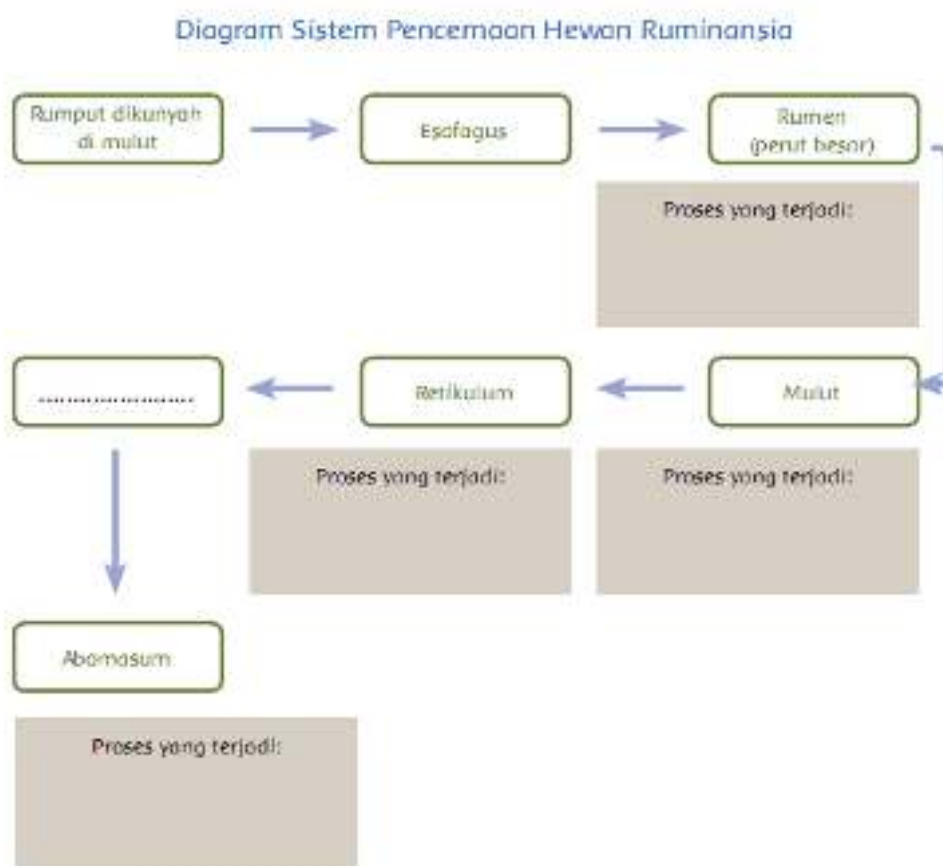 Diagram Sistem Pencernaan Hewan Ruminansia
Rumput dikunyah
di mulut
Esofagus
Rumen
(perut besar)
Proses yang terjadi:
.......................
Retikulum
Mulut
Proses yang terjadi:
Proses yang terjadi:
Abomasum
Proses yang terjadi: